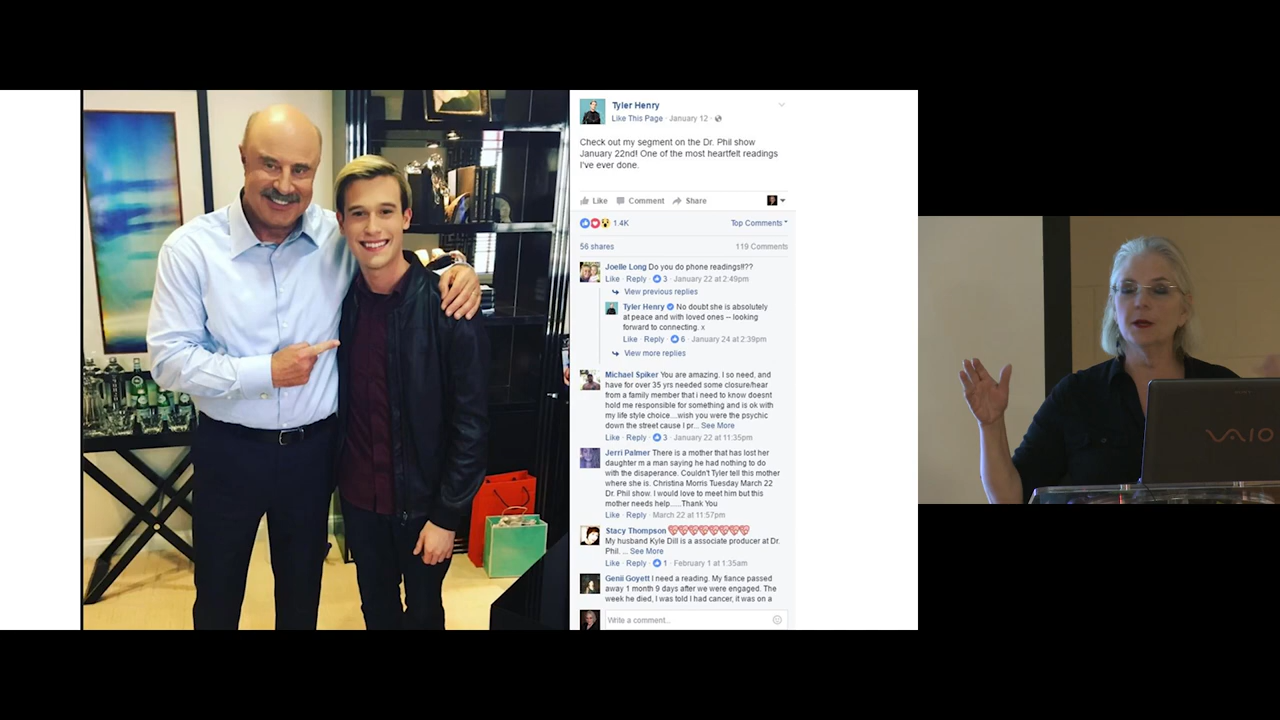 Tyler Henry
Like This Page · January 12 ·
Check out my segment on the Dr. Phil show
January 22nd! One of the most heartfelt readings
I've ever done.
Like Comment Share
1.4K Top Comments
56 shares 119 Comments
Joelle Long Do you do phone readings!!??
Like · Reply · 3 · January 22 at 2:49pm
View previous replies
Tyler Henry No doubt she is absolutely
at peace and with loved ones -- looking
forward to connecting. x
Like · Reply · 6 · January 24 at 2:39pm
View more replies
Michael Spiker You are amazing. I so need, and
have for over 35 yrs needed some closure/hear
from a family member that i need to know doesnt
hold me responsible for something and is ok with
my life style choice....wish you were the psychic
down the street cause I pr... See More
Like · Reply · 3 · January 22 at 11:35pm
Jerri Palmer There is a mother that has lost her
daughter m a man saying he had nothing to do
with the disaperance. Couldn't Tyler tell this mother
where she is. Christina Morris Tuesday March 22
Dr. Phil show. I would love to meet him but this
mother needs help......Thank You
Like · Reply · March 22 at 11:57pm
Stacy Thompson
My husband Kyle Dill is a associate producer at Dr.
Phil. ... See More
Like · Reply · 1 · February 1 at 1:35am
Genii Goyett I need a reading. My fiance passed
away 1 month 9 days after we were engaged. The
week he died, I was told I had cancer, it was on a
Write a comment...
VAIO